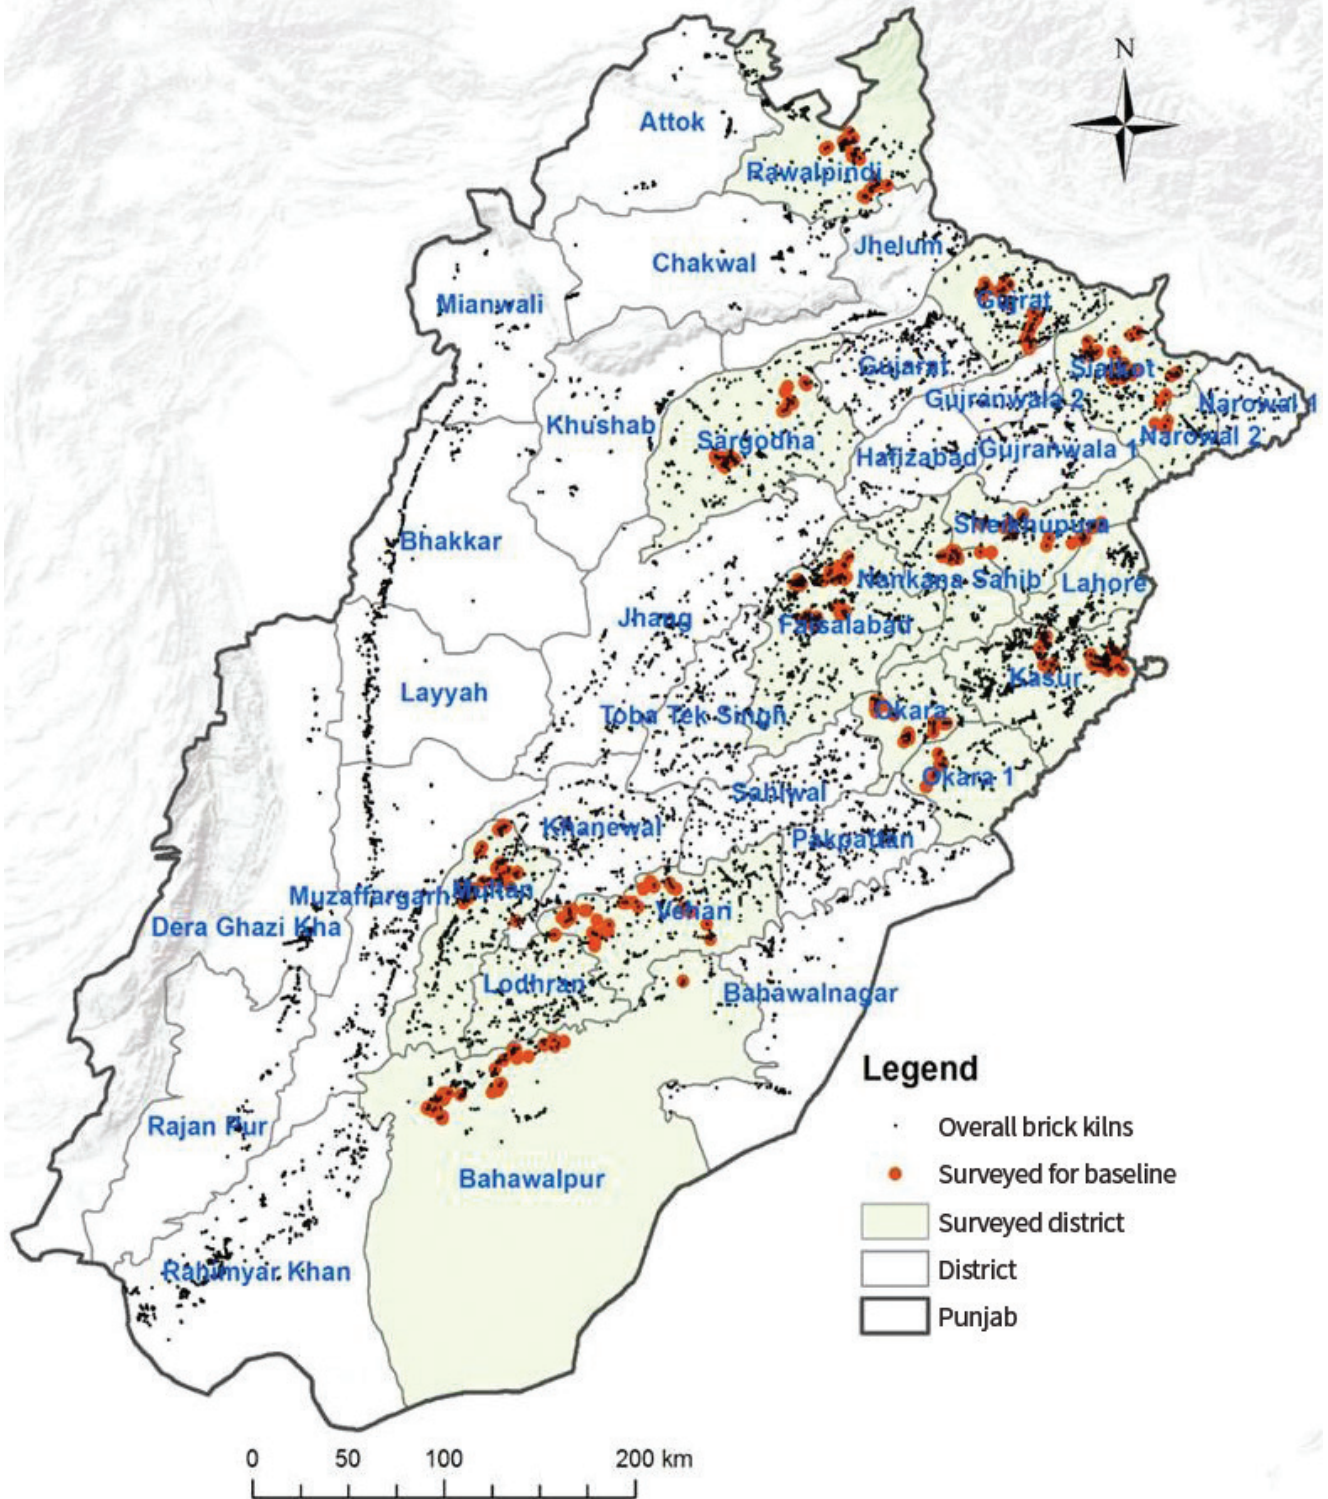 N
Attok
Rawalpindi
Chakwal
Jhelum
Mianwali
Gujrat
Gujarat
Sialkot
Gujranwala 2
Narowal 1
Khushab
Sargodha
Hafizabad
Gujranwala 1
Narowal 2
Bhakkar
Sheikhupura
Nankana Sahib
Lahore
Jhang
Faisalabad
Kasur
Layyah
Toba Tek Singh
Okara
Okara 1
Sahiwal
Khanewal
Pakpattan
Muzaffargarh
Multan
Vehari
Dera Ghazi Kha
Lodhran
Bahawalnagar
Rajan Pur
Bahawalpur
Rahimyar Khan
Legend
Overall brick kilns
Surveyed for baseline
Surveyed district
District
Punjab
0 50 100 200 km